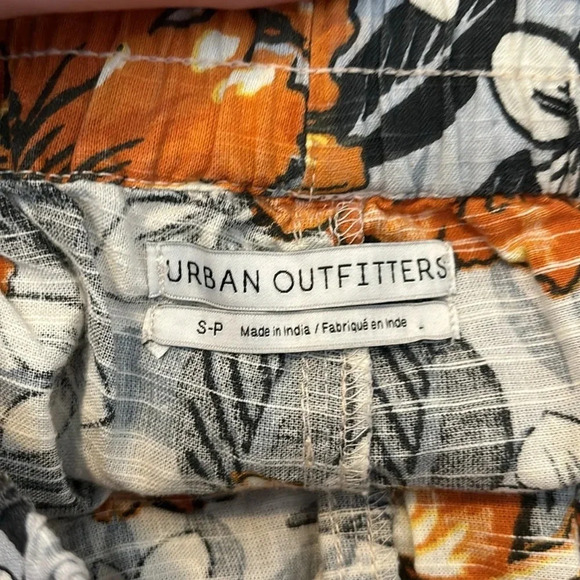 URBAN OUTFITTERS
S-P Made in India / Fabriqué en Inde